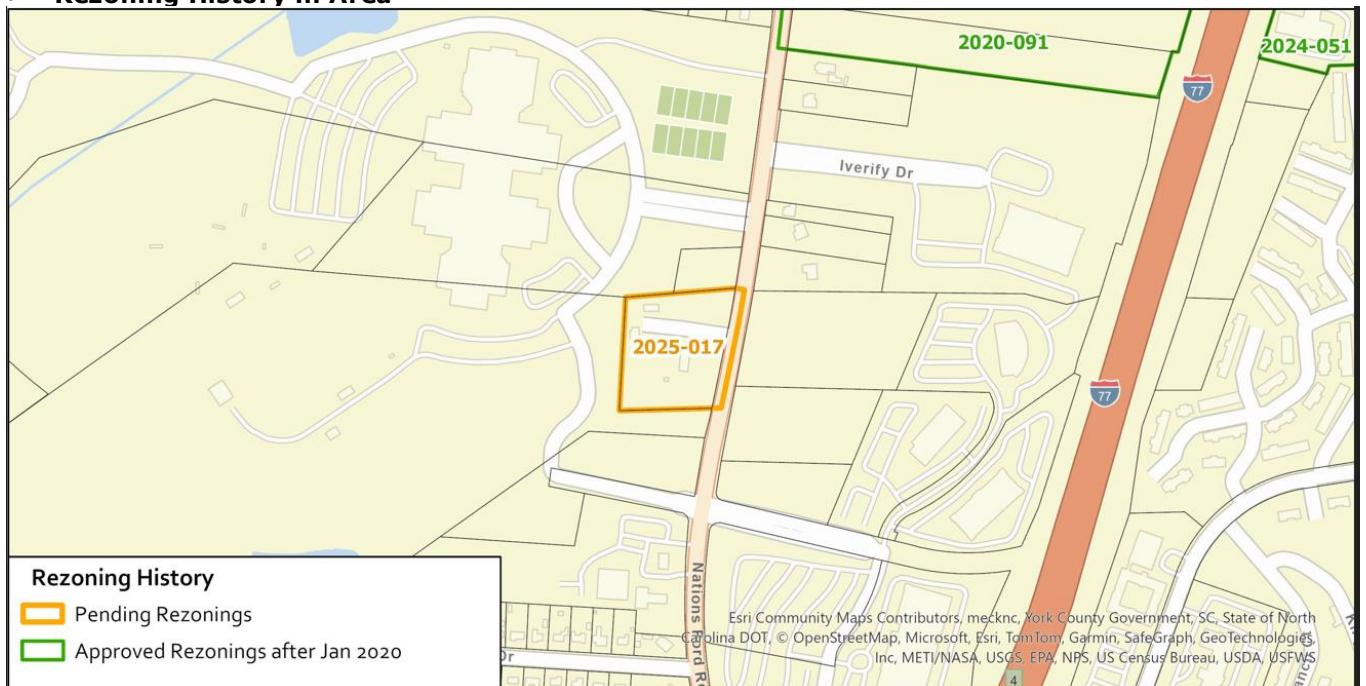 Rezoning History in Area
2020-091
2024-051
77
Iverify Dr
2025-017
77
Rezoning History
Pending Rezonings
Approved Rezonings after Jan 2020
Nations Ford Rd
Dr
Esri Community Maps Contributors, mecknc, York County Government, SC, State of North
Carolina DOT, © OpenStreetMap, Microsoft, Esri, TomTom, Garmin, SafeGraph, GeoTechnologies,
Inc, METI/NASA, USGS, EPA, NPS, US Census Bureau, USDA, USFWS
4